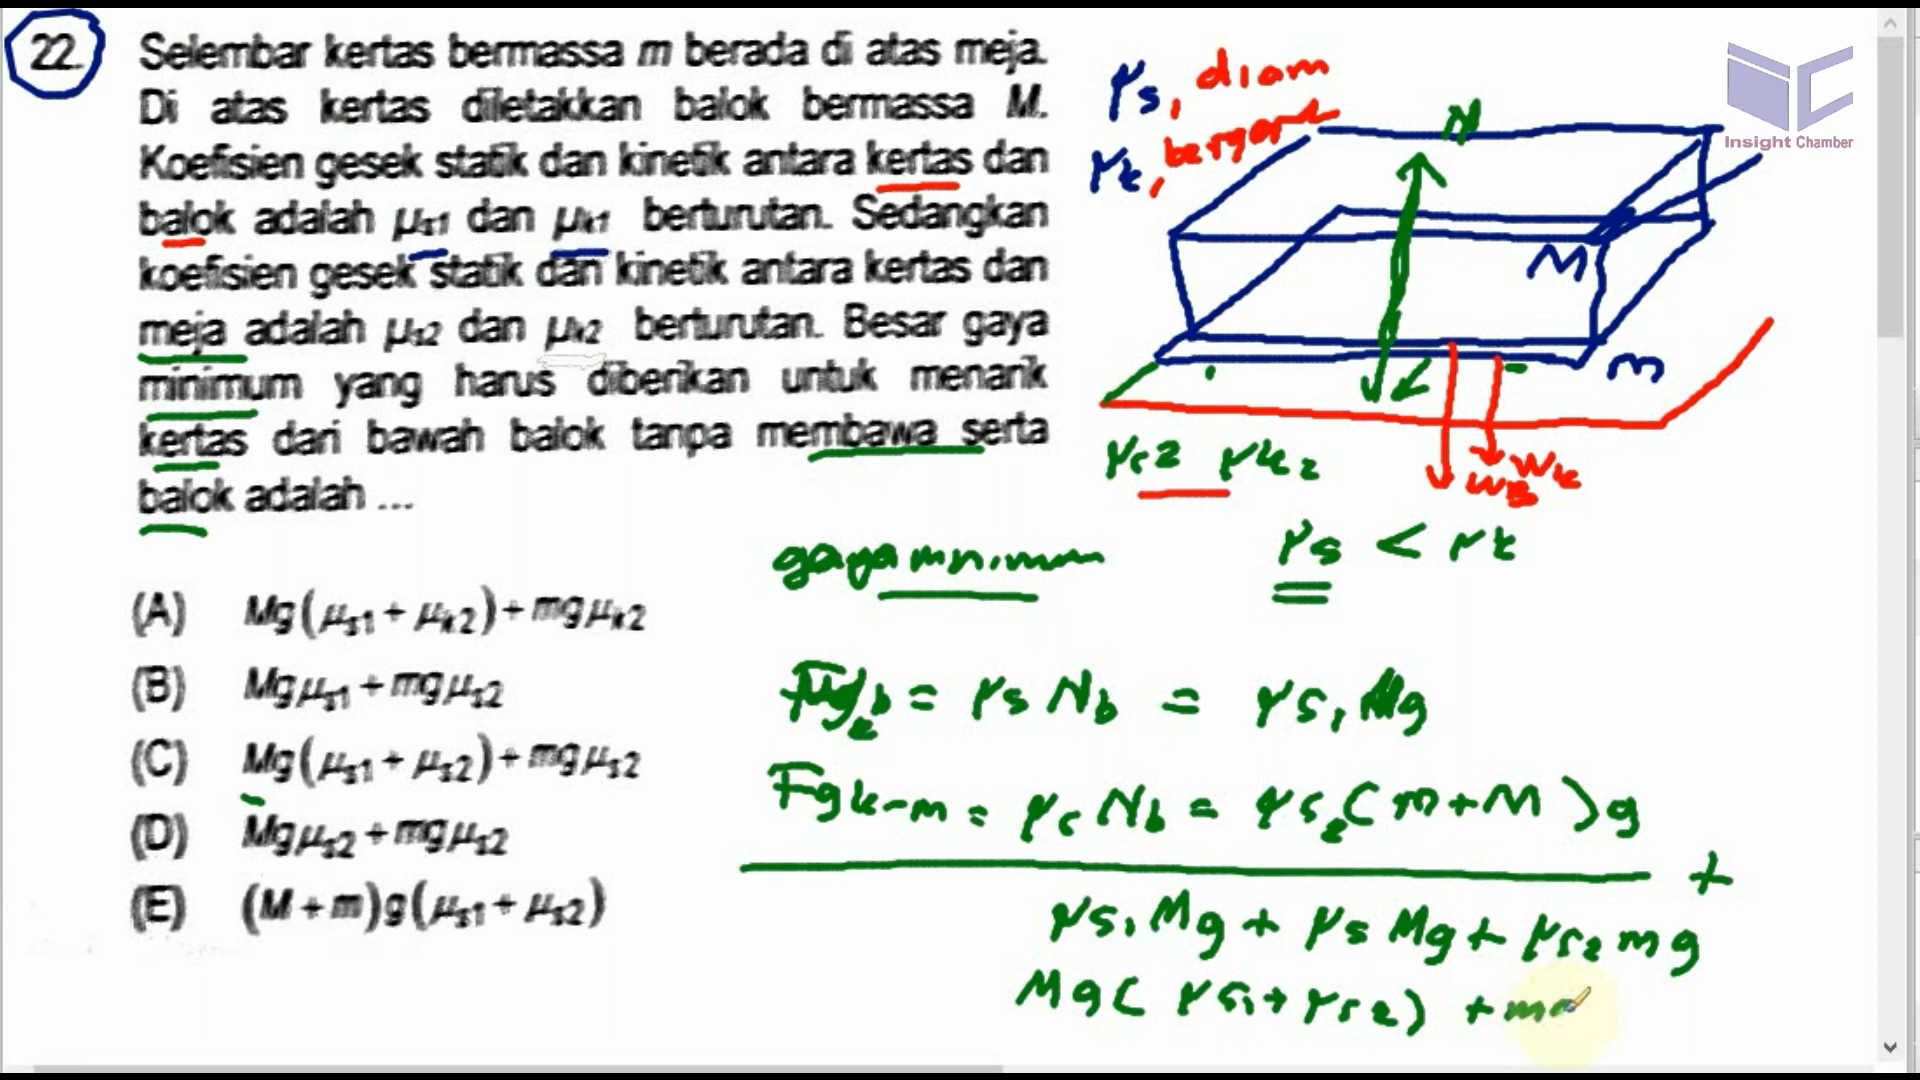 22.
Selembar kertas bermassa m berada di atas meja.
Di atas kertas diletakkan balok bermassa M.
Koefisien gesek statik dan kinetik antara kertas dan
balok adalah μs1 dan μk1 berturutan. Sedangkan
koefisien gesek statik dan kinetik antara kertas dan
meja adalah μs2 dan μk2 berturutan. Besar gaya
minimum yang harus diberikan untuk menarik
kertas dari bawah balok tanpa membawa serta
balok adalah ...
(A) Mg(μs1 + μk2) + mgμk2
(B) Mgμs1 + mgμs2
(C) Mg(μs1 + μs2) + mgμs2
(D) Mgμs2 + mgμs2
(E) (M + m)g(μs1 + μs2)
μs, diam
μk, bergerak
N
M
m
μs2 μk2
WB Wk
Insight Chamber
gaya minimum
μs < μk
= μs Nb = μs1 Mg
Fgk-m = μs Nb = μs2 (m+M)g
+
μs1 Mg + μs Mg + μs2 mg
Mg( μs1 + μs2) + m